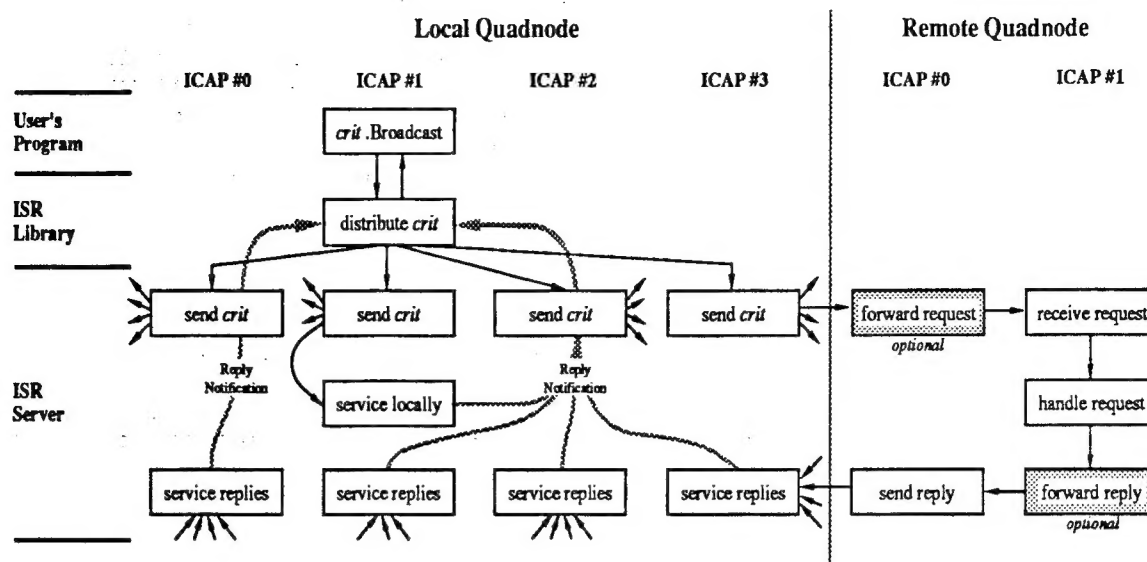 Local Quadnode
Remote Quadnode
ICAP #0
ICAP #1
ICAP #2
ICAP #3
ICAP #0
ICAP #1
User's
Program
crit .Broadcast
ISR
Library
distribute crit
send crit
send crit
send crit
send crit
forward request
optional
receive request
Reply
Notification
Reply
Notification
ISR
Server
service locally
handle request
service replies
service replies
service replies
service replies
send reply
forward reply
optional